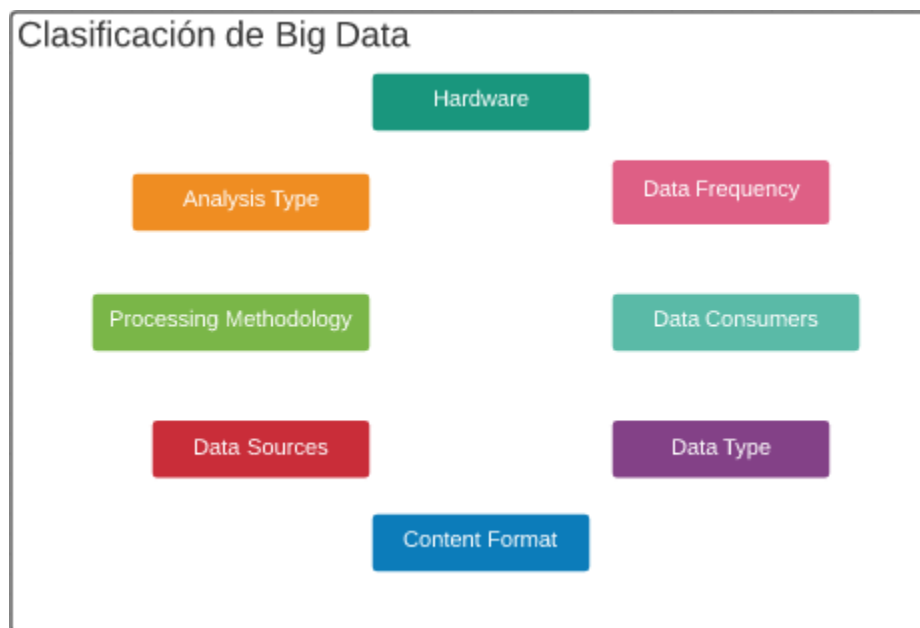 Clasificación de Big Data
Hardware
Analysis Type
Data Frequency
Processing Methodology
Data Consumers
Data Sources
Data Type
Content Format